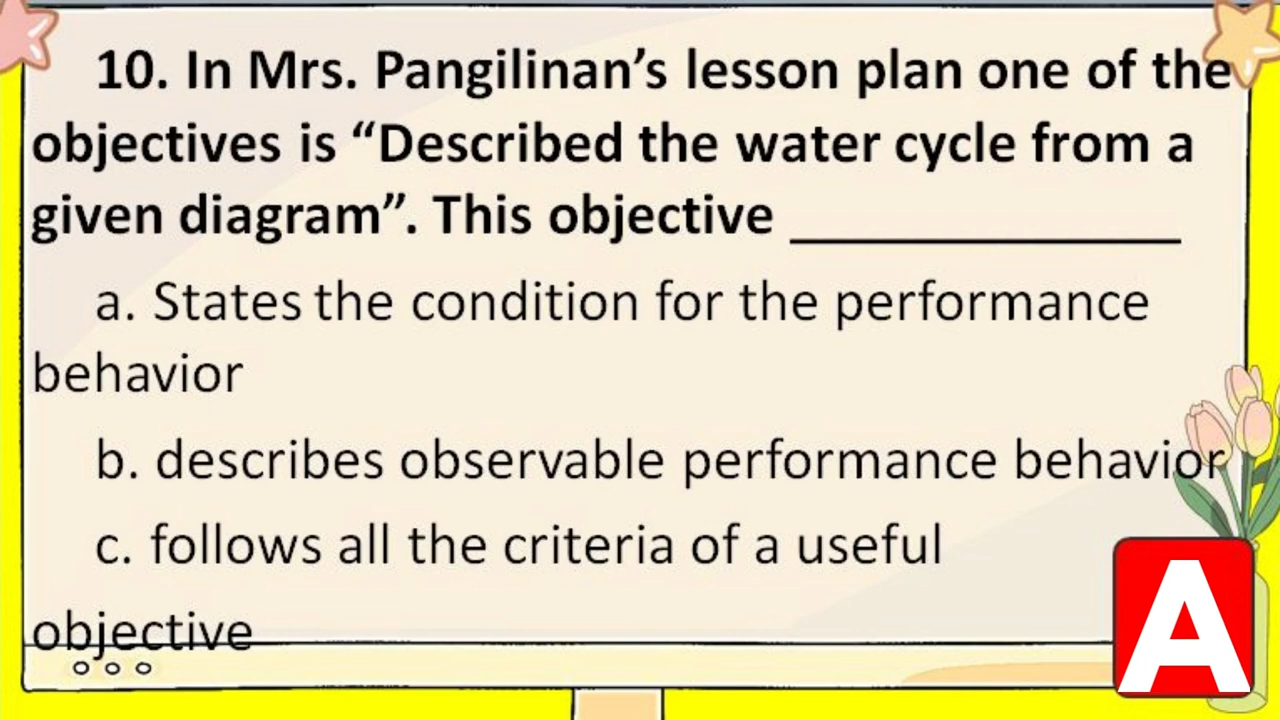 10. In Mrs. Pangilinan’s lesson plan one of the
objectives is “Described the water cycle from a
given diagram”. This objective ______________
a. States the condition for the performance
behavior
b. describes observable performance behavior
c. follows all the criteria of a useful
objective
A